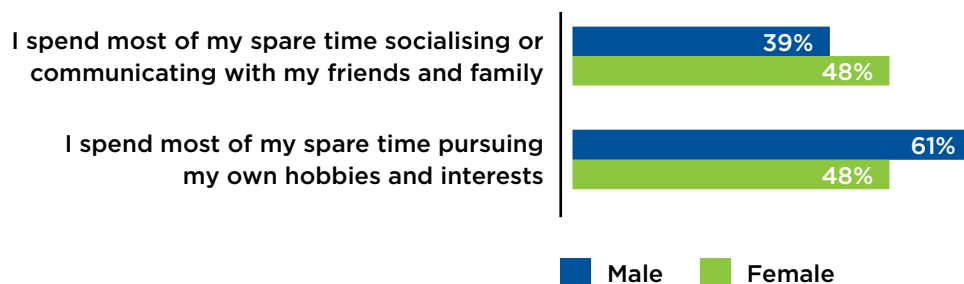 I spend most of my spare time socialising or
communicating with my friends and family
39%
48%
I spend most of my spare time pursuing
my own hobbies and interests
61%
48%
Male
Female